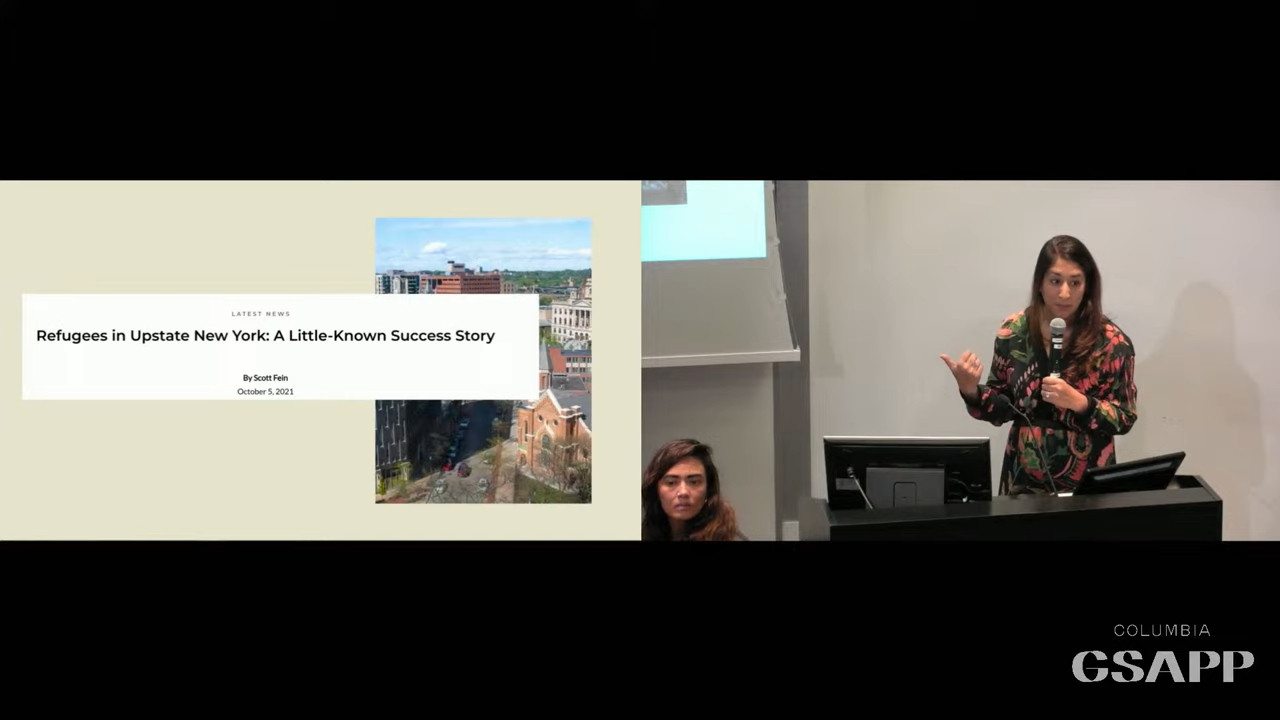 LATEST NEWS
Refugees in Upstate New York: A Little-Known Success Story
By Scott Fein
October 5, 2021
COLUMBIA
GSAPP